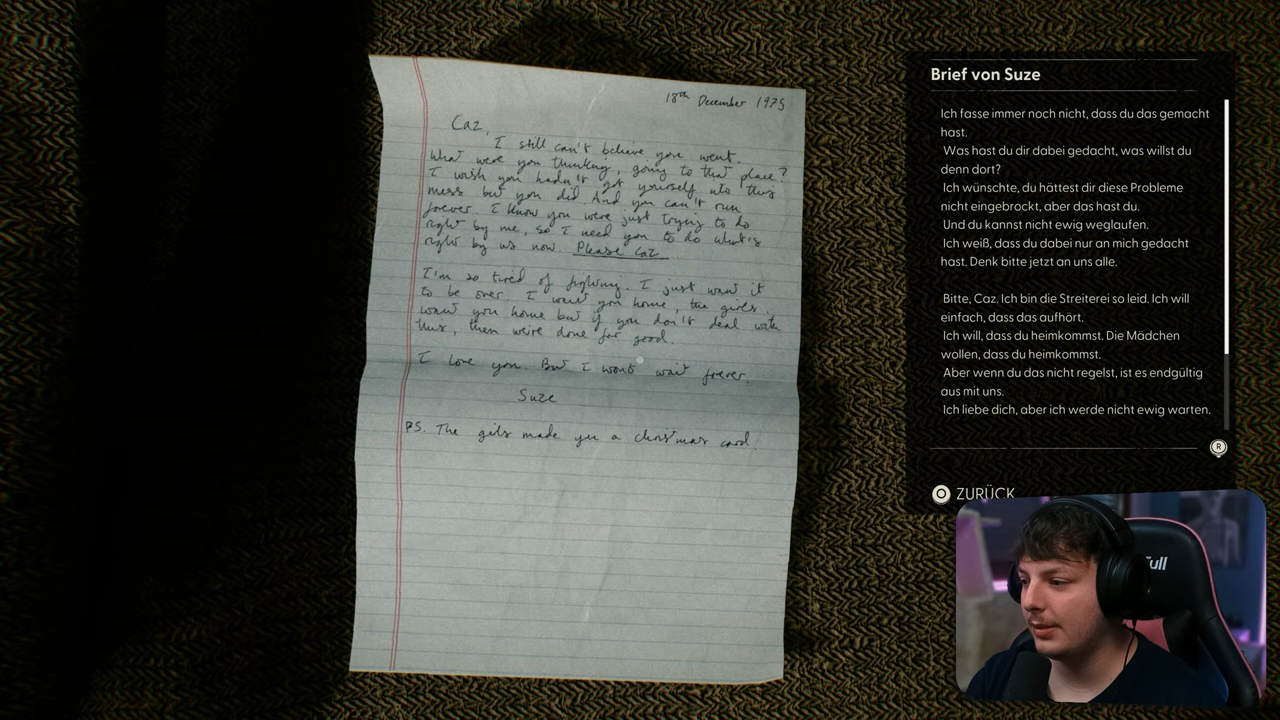 18th December 1975
Caz,
I still can't believe you went.
What were you thinking, going to that place?
I wish you hadn't got yourself into this
mess but you did. And you can't run
forever. I know you were just trying to do
right by me, so I need you to do what's
right by us now. Please Caz
I'm so tired of fighting. I just want it
to be over. I want you home, the girls
want you home but if you don't deal with
this, then we're done for good.
I love you. But I won't wait forever.
Suze
PS. The girls made you a christmas card.
Brief von Suze
Ich fasse immer noch nicht, dass du das gemacht
hast.
Was hast du dir dabei gedacht, was willst du
denn dort?
Ich wünschte, du hättest dir diese Probleme
nicht eingebrockt, aber das hast du.
Und du kannst nicht ewig weglaufen.
Ich weiß, dass du dabei nur an mich gedacht
hast. Denk bitte jetzt an uns alle.
Bitte, Caz. Ich bin die Streiterei so leid. Ich will
einfach, dass das aufhört.
Ich will, dass du heimkommst. Die Mädchen
wollen, dass du heimkommst.
Aber wenn du das nicht regelst, ist es endgültig
aus mit uns.
Ich liebe dich, aber ich werde nicht ewig warten.
R
ZURÜCK